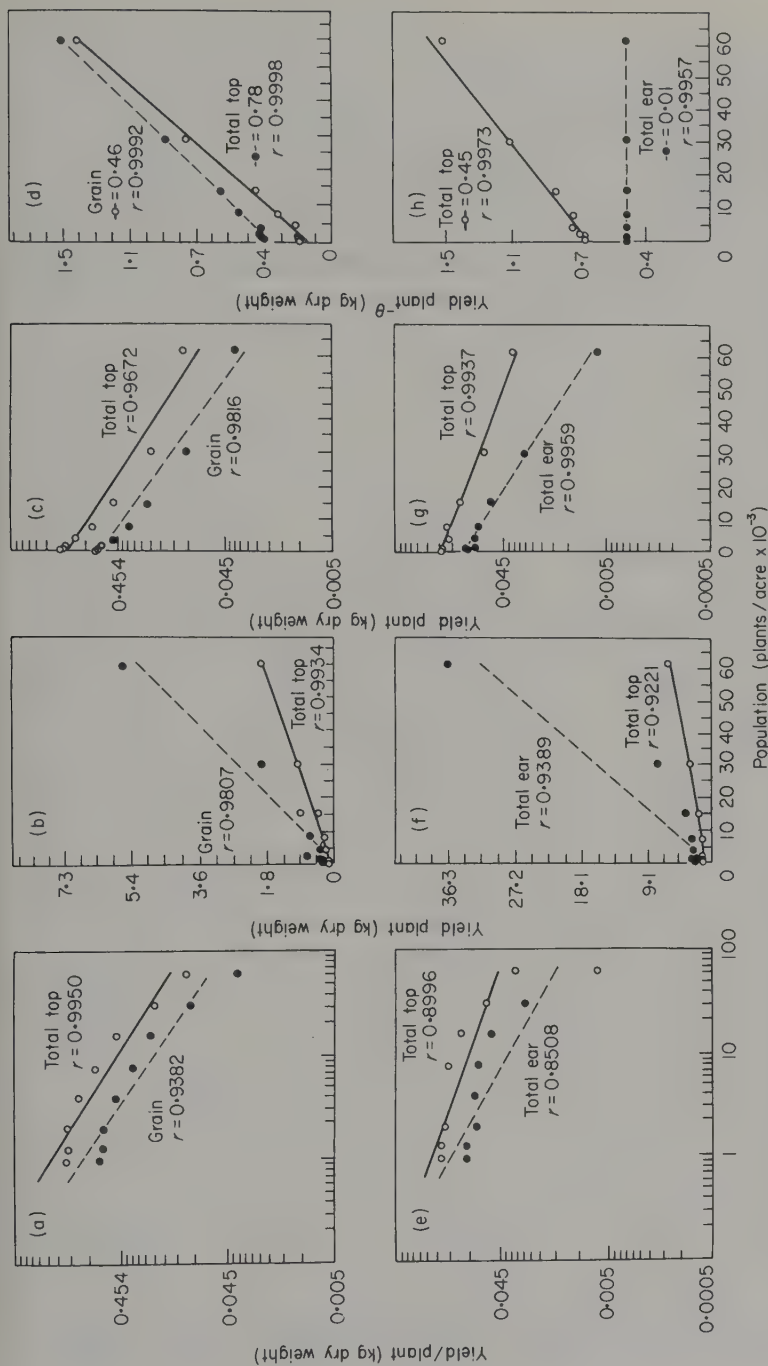 (a)
Total top
r = 0·9950
Grain
r = 0·9382
0·454
0·045
0·005
Yield/plant (kg dry weight)
(b)
Grain
r = 0·9807
Total top
r = 0·9934
7·3
5·4
3·6
1·8
0
Yield plant (kg dry weight)
(c)
Total top
r = 0·9672
Grain
r = 0·9816
0·454
0·045
0·005
Yield plant (kg dry weight)
(d)
Grain
-o- = 0·46
r = 0·9992
Total top
-●- = 0·78
r = 0·9998
1·5
1·1
0·7
0·4
0
Yield plant-θ (kg dry weight)
(e)
Total top
r = 0·8996
Total ear
r = 0·8508
0·045
0·005
0·0005
1
10
100
(f)
Total ear
r = 0·9389
Total top
r = 0·9221
36·3
27·2
18·1
9·1
0
0 10 20 30 40 50 60
(g)
Total top
r = 0·9937
Total ear
r = 0·9959
0·045
0·005
0·0005
0 10 20 30 40 50 60
(h)
Total top
-o- = 0·45
r = 0·9973
Total ear
-●- = 0·01
r = 0·9957
1·5
1·1
0·7
0·4
0 10 20 30 40 50 60
Population (plants / acre x 10-3)